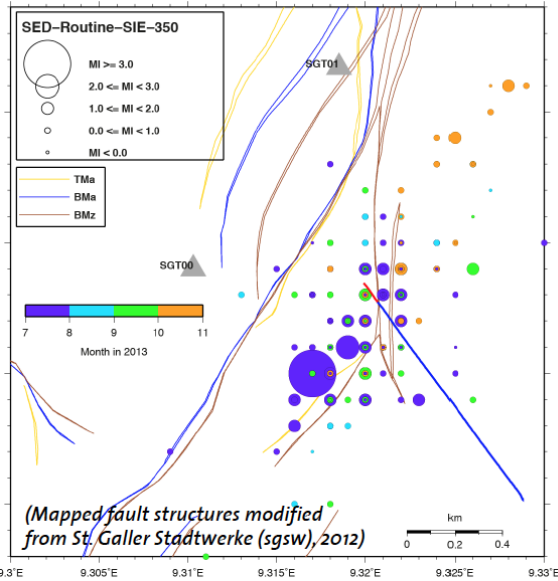 SED–Routine–SIE–350
Ml >= 3.0
2.0 <= Ml < 3.0
1.0 <= Ml < 2.0
0.0 <= Ml < 1.0
Ml < 0.0
TMa
BMa
BMz
SGT01
SGT00
7 8 9 10 11
Month in 2013
(Mapped fault structures modified
from St. Galler Stadtwerke (sgsw), 2012)
km
0 0.2 0.4
9.3°E 9.305°E 9.31°E 9.315°E 9.32°E 9.325°E 9.33°E